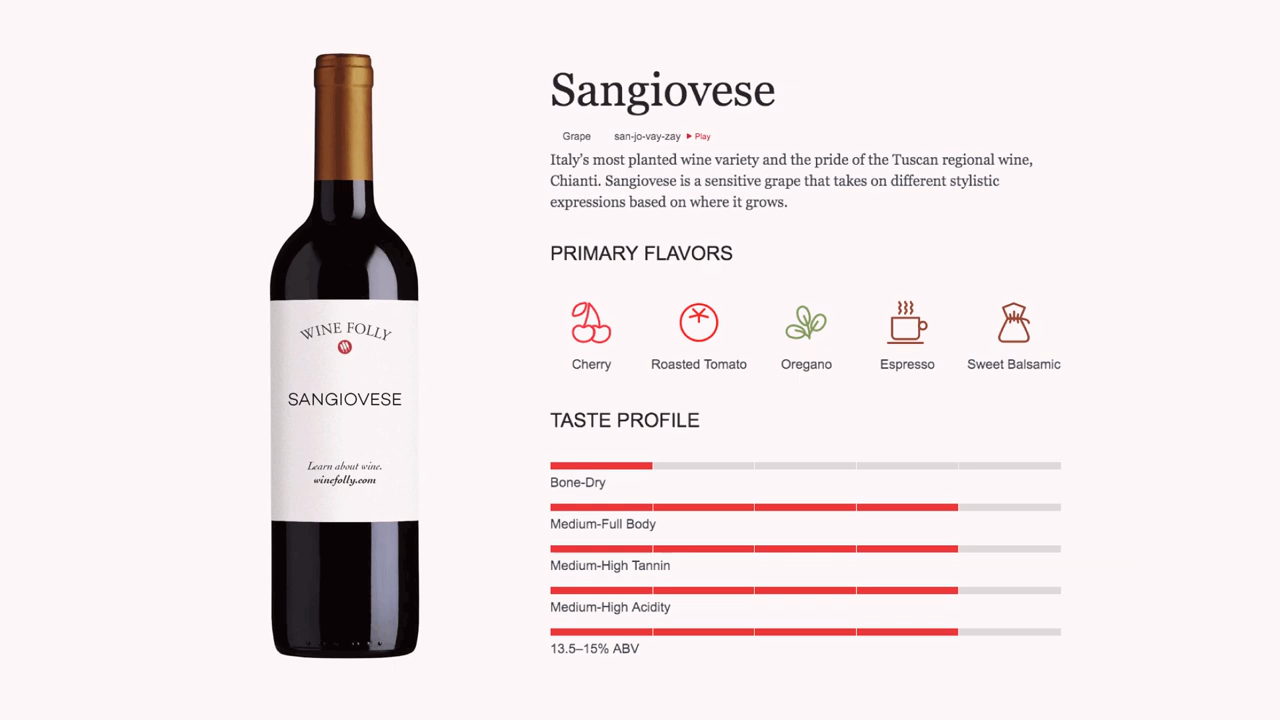 WINE FOLLY
SANGIOVESE
Learn about wine.
winefolly.com
Sangiovese
Grape san-jo-vay-zay Play
Italy's most planted wine variety and the pride of the Tuscan regional wine,
Chianti. Sangiovese is a sensitive grape that takes on different stylistic
expressions based on where it grows.
PRIMARY FLAVORS
Cherry Roasted Tomato Oregano Espresso Sweet Balsamic
TASTE PROFILE
Bone-Dry
Medium-Full Body
Medium-High Tannin
Medium-High Acidity
13.5–15% ABV